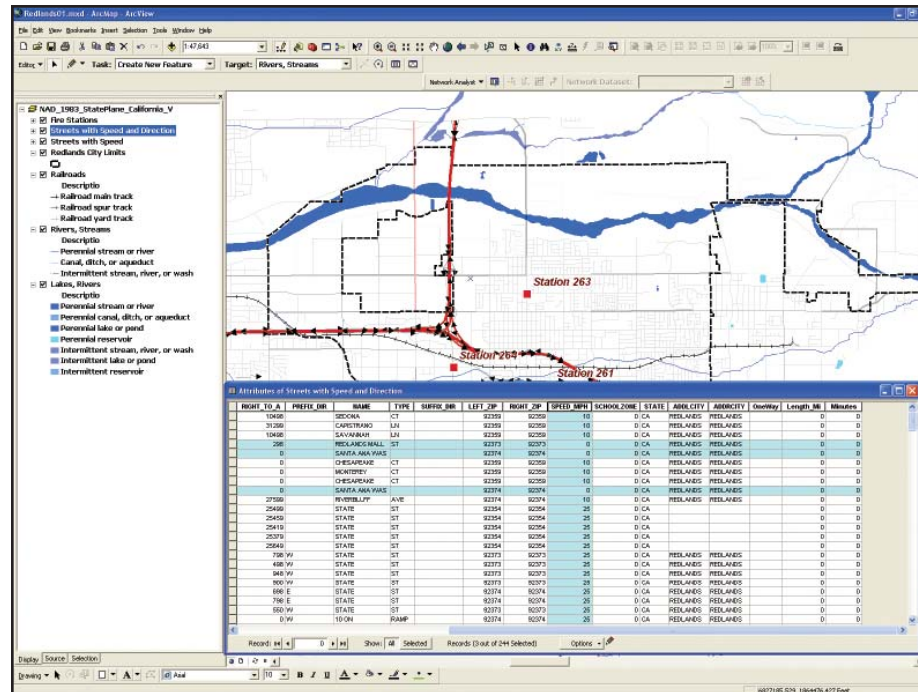 Redlands01.mxd - ArcMap - ArcView
File Edit View Bookmarks Insert Selection Tools Window Help
1:47,643
Editor Task: Create New Feature Target: Rivers, Streams
Network Analyst Network Dataset:
NAD_1983_StatePlane_California_V
Fire Stations
Streets with Speed and Direction
Streets with Speed
Redlands City Limits
Railroads
Descriptio
Railroad main track
Railroad spur track
Railroad yard track
Rivers, Streams
Descriptio
Perennial stream or river
Canal, ditch, or aqueduct
Intermittent stream, river, or wash
Lakes, Rivers
Descriptio
Perennial stream or river
Perennial canal, ditch, or aqueduct
Perennial lake or pond
Perennial reservoir
Intermittent stream, river, or wash
Intermittent lake or pond
Intermittent reservoir
Station 263
Station 264
Station 261
Attributes of Streets with Speed and Direction
RIGHT_TO_A PREFIX_DIR NAME TYPE SUFFIX_DIR LEFT_ZIP RIGHT_ZIP SPEED_MPH SCHOOLZONE STATE ADDLCITY ADDRCITY OneWay Length_Mi Minutes
10498 SEDONA CT 92359 92359 10 0 CA REDLANDS REDLANDS 0 0
31299 CAPISTRANO LN 92359 92359 10 0 CA REDLANDS REDLANDS 0 0
10498 SAVANNAH LN 92359 92359 10 0 CA REDLANDS REDLANDS 0 0
298 REDLANDS MALL ST 92373 92373 0 0 CA REDLANDS REDLANDS 0 0
0 SANTA ANA WAS 92374 92374 0 0 CA REDLANDS REDLANDS 0 0
0 CHESAPEAKE CT 92359 92359 10 0 CA REDLANDS REDLANDS 0 0
0 MONTEREY CT 92359 92359 10 0 CA REDLANDS REDLANDS 0 0
0 CHESAPEAKE CT 92359 92359 10 0 CA REDLANDS REDLANDS 0 0
0 SANTA ANA WAS 92374 92374 0 0 CA REDLANDS REDLANDS 0 0
27599 RIVERBLUFF AVE 92374 92374 10 0 CA REDLANDS REDLANDS 0 0
25499 STATE ST 92354 92354 25 0 CA 0 0
25459 STATE ST 92354 92354 25 0 CA 0 0
25419 STATE ST 92354 92354 25 0 CA 0 0
25379 STATE ST 92354 92354 25 0 CA 0 0
25649 STATE ST 92354 92354 25 0 CA 0 0
798 W STATE ST 92373 92373 25 0 CA REDLANDS REDLANDS 0 0
498 W STATE ST 92373 92373 25 0 CA REDLANDS REDLANDS 0 0
948 W STATE ST 92373 92373 25 0 CA REDLANDS REDLANDS 0 0
900 W STATE ST 92373 92373 25 0 CA REDLANDS REDLANDS 0 0
698 E STATE ST 92374 92374 25 0 CA REDLANDS REDLANDS 0 0
798 E STATE ST 92374 92374 25 0 CA REDLANDS REDLANDS 0 0
550 W STATE ST 92373 92373 25 0 CA REDLANDS REDLANDS 0 0
0 W 10 ON RAMP 92374 92374 25 0 CA REDLANDS REDLANDS 0 0
Record: 0 Show: All Selected Records (3 out of 244 Selected) Options
Display Source Selection
Drawing Arial 10 B I U A